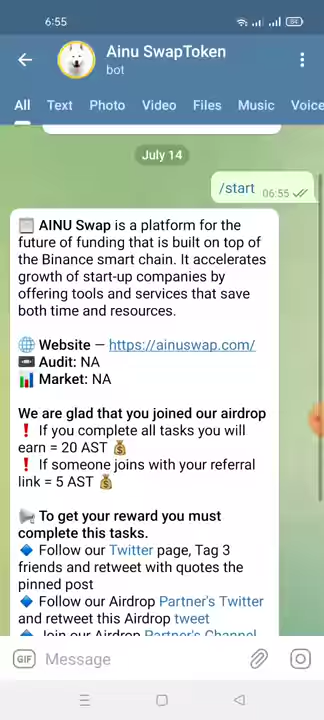 6:55
Ainu SwapToken
bot
All Text Photo Video Files Music Voice
July 14
/start 06:55
AINU Swap is a platform for the
future of funding that is built on top of
the Binance smart chain. It accelerates
growth of start-up companies by
offering tools and services that save
both time and resources.
Website — https://ainuswap.com/
Audit: NA
Market: NA
We are glad that you joined our airdrop
❗ If you complete all tasks you will
earn = 20 AST 💰
❗ If someone joins with your referral
link = 5 AST 💰
📢 To get your reward you must
complete this tasks.
🔷 Follow our Twitter page, Tag 3
friends and retweet with quotes the
pinned post
🔷 Follow our Airdrop Partner's Twitter
and retweet this Airdrop tweet
🔷 Join our Airdrop Partner's Channel
GIF Message